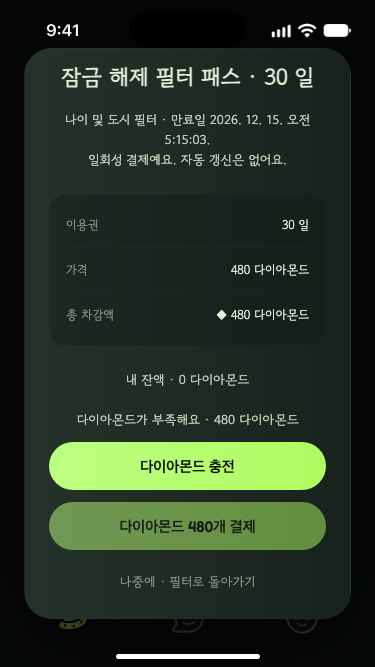 9:41
잠금 해제 필터 패스 · 30 일
나이 및 도시 필터 · 만료일 2026. 12. 15. 오전
5:15:03.
일회성 결제예요. 자동 갱신은 없어요.
이용권 30 일
가격 480 다이아몬드
총 차감액 ◆ 480 다이아몬드
내 잔액 · 0 다이아몬드
다이아몬드가 부족해요 · 480 다이아몬드
다이아몬드 충전
다이아몬드 480개 결제
나중에 · 필터로 돌아가기